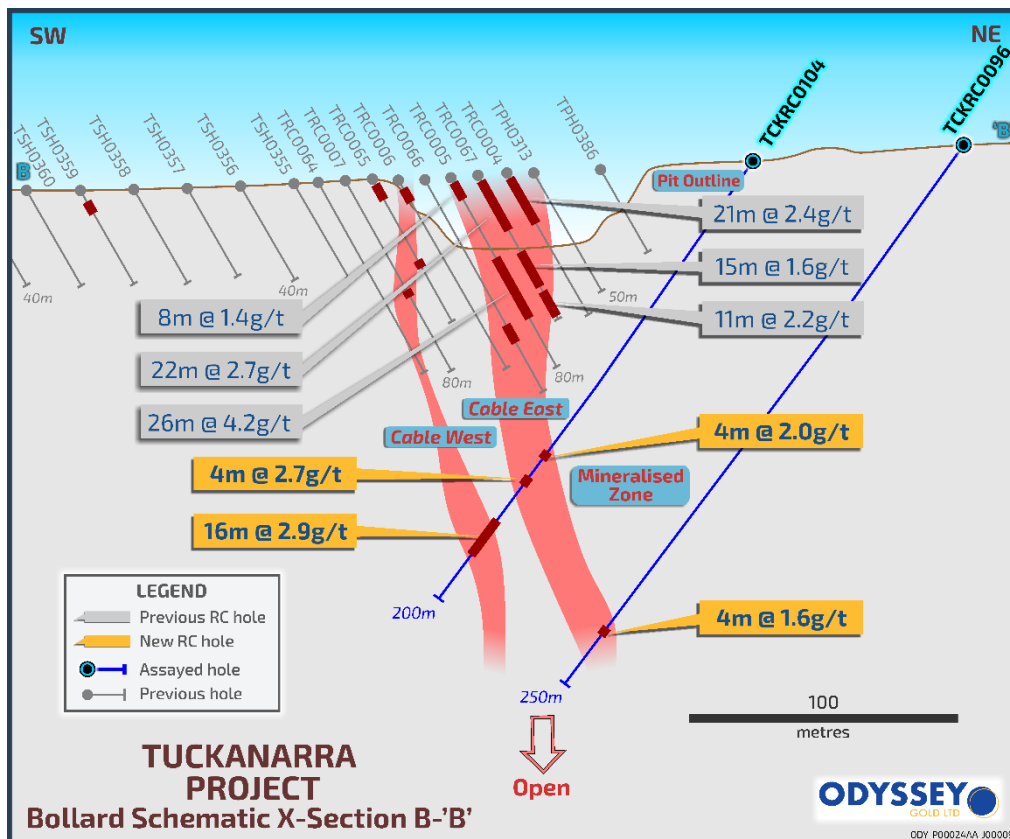 SW
NE
TCKRC0104
TCKRC0096
TSH0360
TSH0359
TSH0358
TSH0357
TSH0356
TSH0355
TRC0064
TRC0007
TRC0065
TRC0006
TRC0066
TRC0005
TRC0067
TRC0004
TPH0313
TPH0386
B
'B'
Pit Outline
21m @ 2.4g/t
15m @ 1.6g/t
11m @ 2.2g/t
40m
40m
50m
8m @ 1.4g/t
22m @ 2.7g/t
26m @ 4.2g/t
80m
80m
Cable East
Cable West
4m @ 2.0g/t
4m @ 2.7g/t
Mineralised
Zone
16m @ 2.9g/t
LEGEND
Previous RC hole
New RC hole
Assayed hole
Previous hole
200m
4m @ 1.6g/t
250m
100
metres
Open
TUCKANARRA
PROJECT
Bollard Schematic X-Section B-'B'
ODYSSEY
GOLD LTD
ODY P00024/AA J00009